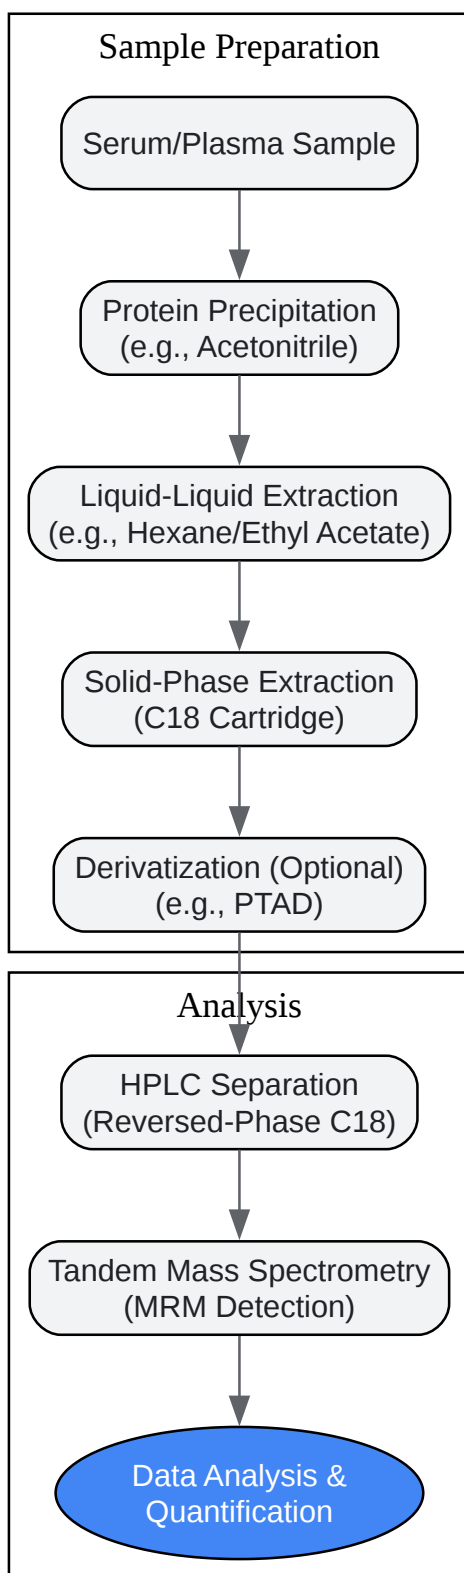 Sample Preparation
Serum/Plasma Sample
Protein Precipitation
(e.g., Acetonitrile)
Liquid-Liquid Extraction
(e.g., Hexane/Ethyl Acetate)
Solid-Phase Extraction
(C18 Cartridge)
Derivatization (Optional)
(e.g., PTAD)
Analysis
HPLC Separation
(Reversed-Phase C18)
Tandem Mass Spectrometry
(MRM Detection)
Data Analysis &
Quantification